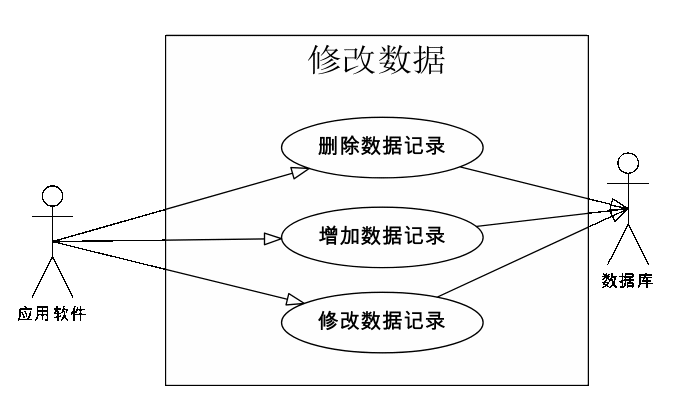 修改数据
删除数据记录
增加数据记录
修改数据记录
应用软件
数据库